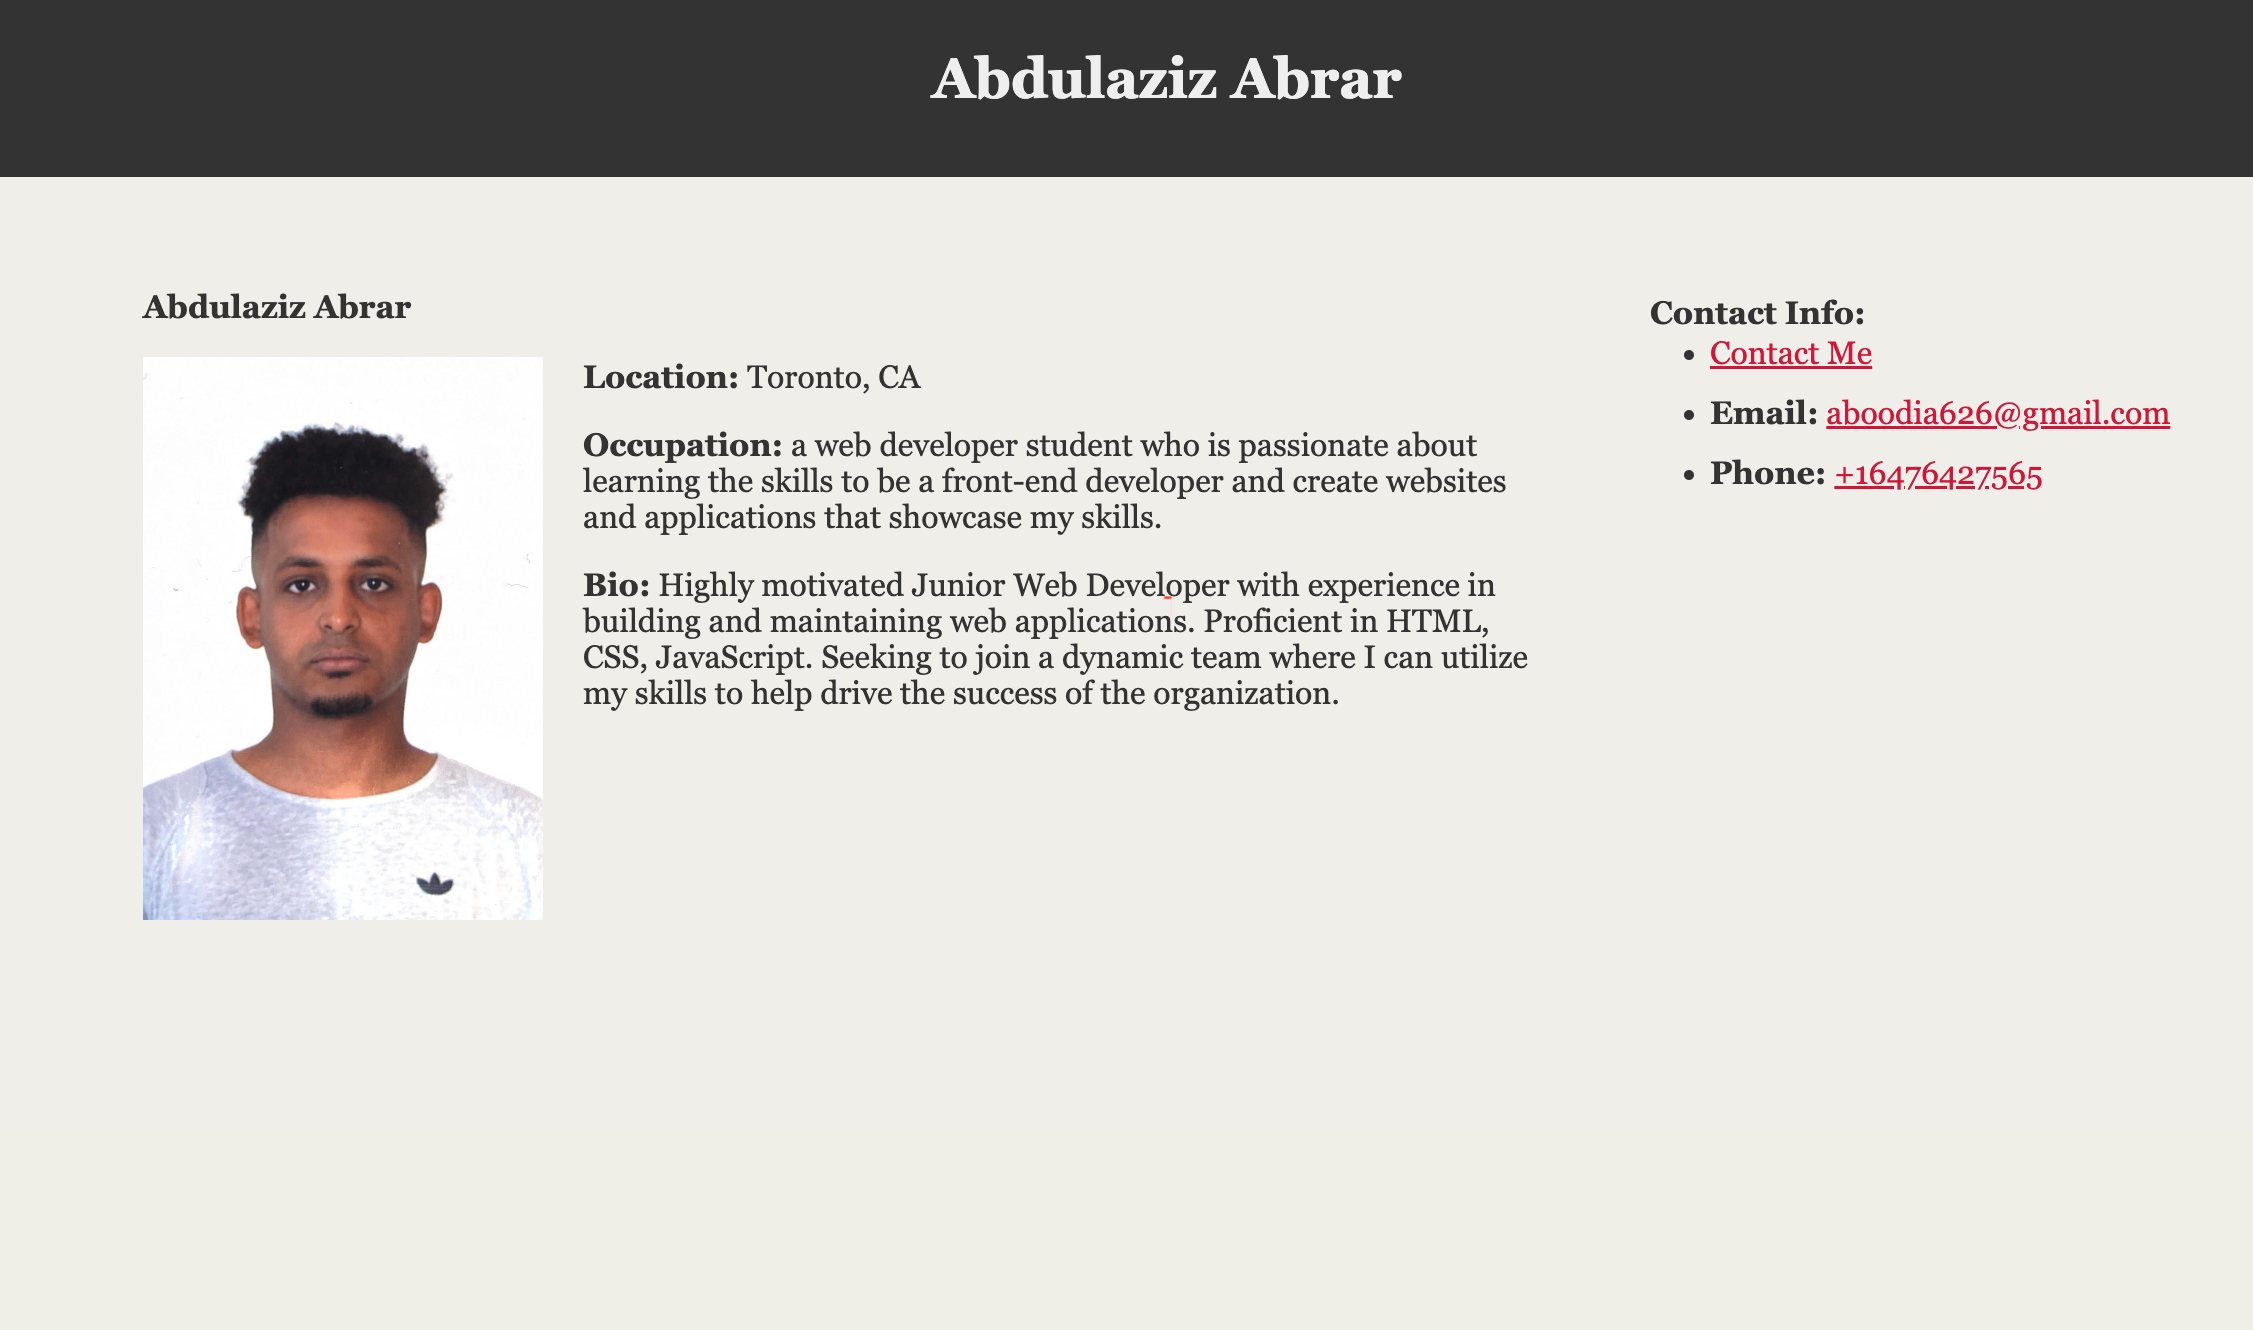 Abdulaziz Abrar
Abdulaziz Abrar
Location: Toronto, CA
Occupation: a web developer student who is passionate about
learning the skills to be a front-end developer and create websites
and applications that showcase my skills.
Bio: Highly motivated Junior Web Developer with experience in
building and maintaining web applications. Proficient in HTML,
CSS, JavaScript. Seeking to join a dynamic team where I can utilize
my skills to help drive the success of the organization.
Contact Info:
• Contact Me
• Email: aboodia626@gmail.com
• Phone: +16476427565